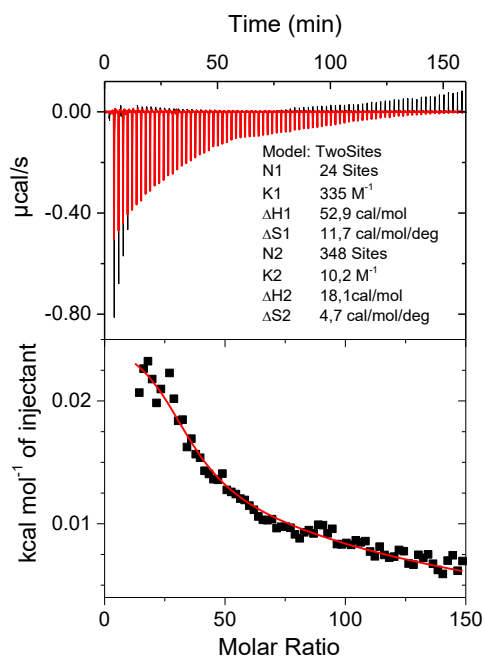 Time (min)
0 50 100 150
0.00
-0.40
-0.80
µcal/s
Model: TwoSites
N1 24 Sites
K1 335 M⁻¹
ΔH1 52,9 cal/mol
ΔS1 11,7 cal/mol/deg
N2 348 Sites
K2 10,2 M⁻¹
ΔH2 18,1cal/mol
ΔS2 4,7 cal/mol/deg
0.02
0.01
kcal mol⁻¹ of injectant
0 50 100 150
Molar Ratio